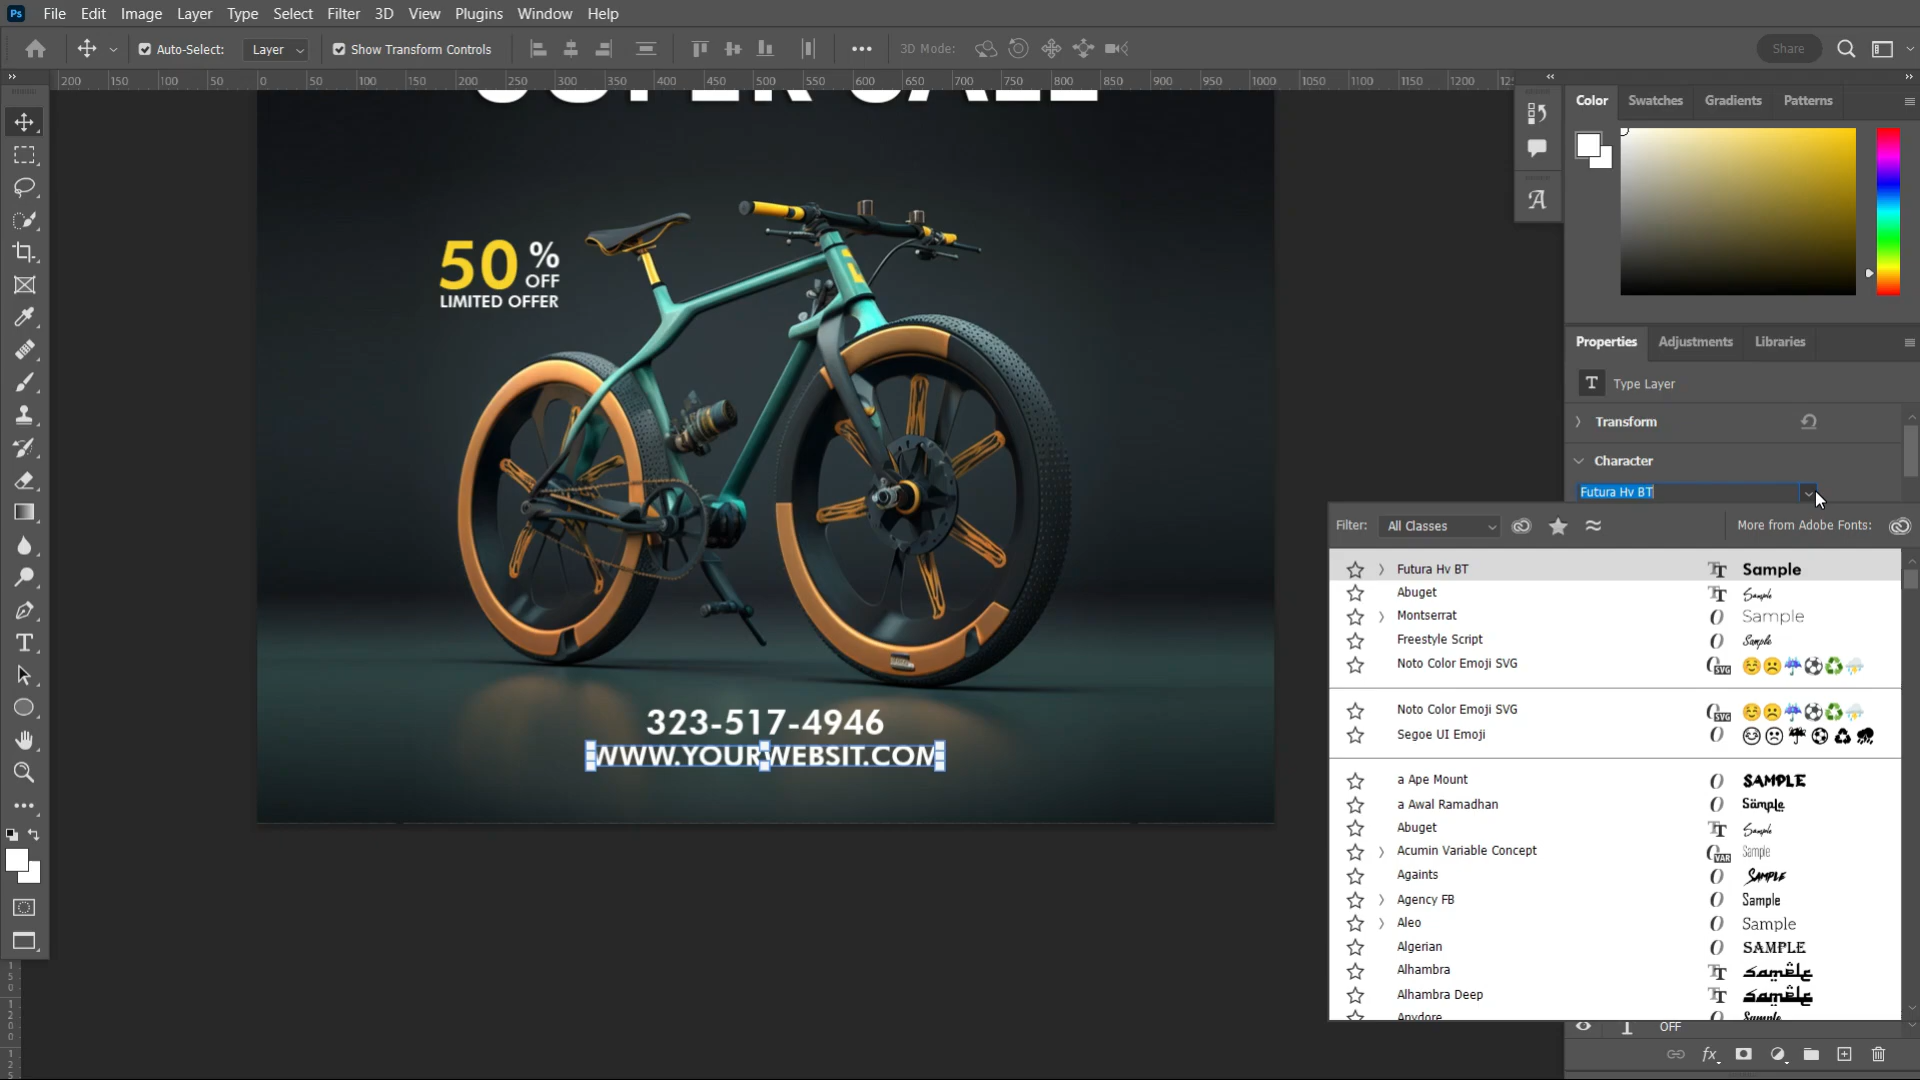 Ps File Edit Image Layer Type Select Filter 3D View Plugins Window Help
Auto-Select: Layer Show Transform Controls 3D Mode: Share
200 150 100 50 0 50 100 150 200 250 300 350 400 450 500 550 600 650 700 750 800 850 900 950 1000 1050 1100 1150 1200
SUPER SALE
50 %
OFF
LIMITED OFFER
323-517-4946
WWW.YOURWEBSIT.COM
Color Swatches Gradients Patterns
Properties Adjustments Libraries
T Type Layer
Transform
Character
Futura Hv BT
Filter: All Classes More from Adobe Fonts:
Futura Hv BT Sample
Abuget Sample
Montserrat Sample
Freestyle Script Sample
Noto Color Emoji SVG
Noto Color Emoji SVG
Segoe UI Emoji
a Ape Mount SAMPLE
a Awal Ramadhan Sample
Abuget Sample
Acumin Variable Concept Sample
Againts Sample
Agency FB Sample
Aleo Sample
Algerian SAMPLE
Alhambra Sample
Alhambra Deep Sample
Anydore Sample
OFF